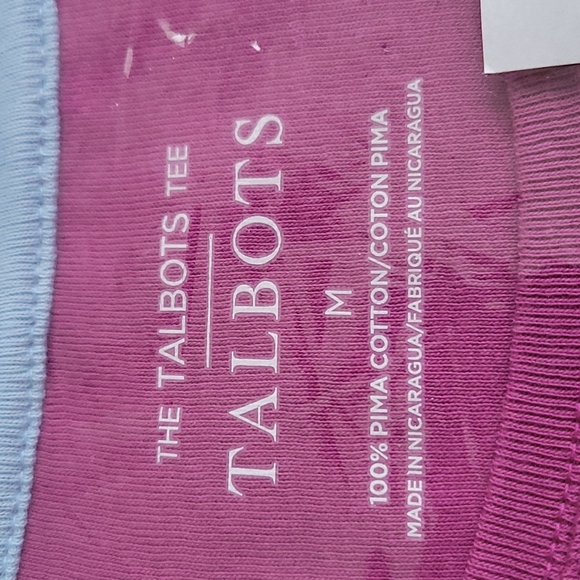 THE TALBOTS TEE
TALBOTS
M
100% PIMA COTTON/COTON PIMA
MADE IN NICARAGUA/FABRIQUÉ AU NICARAGUA